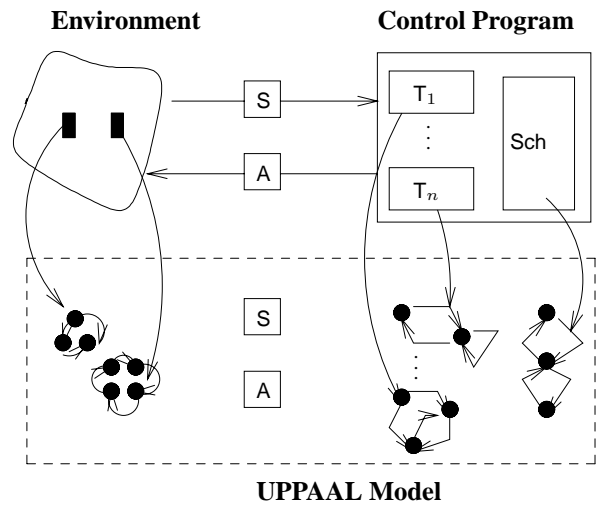 Environment
Control Program
S
T1
⋮
Sch
A
Tn
S
⋮
A
UPPAAL Model